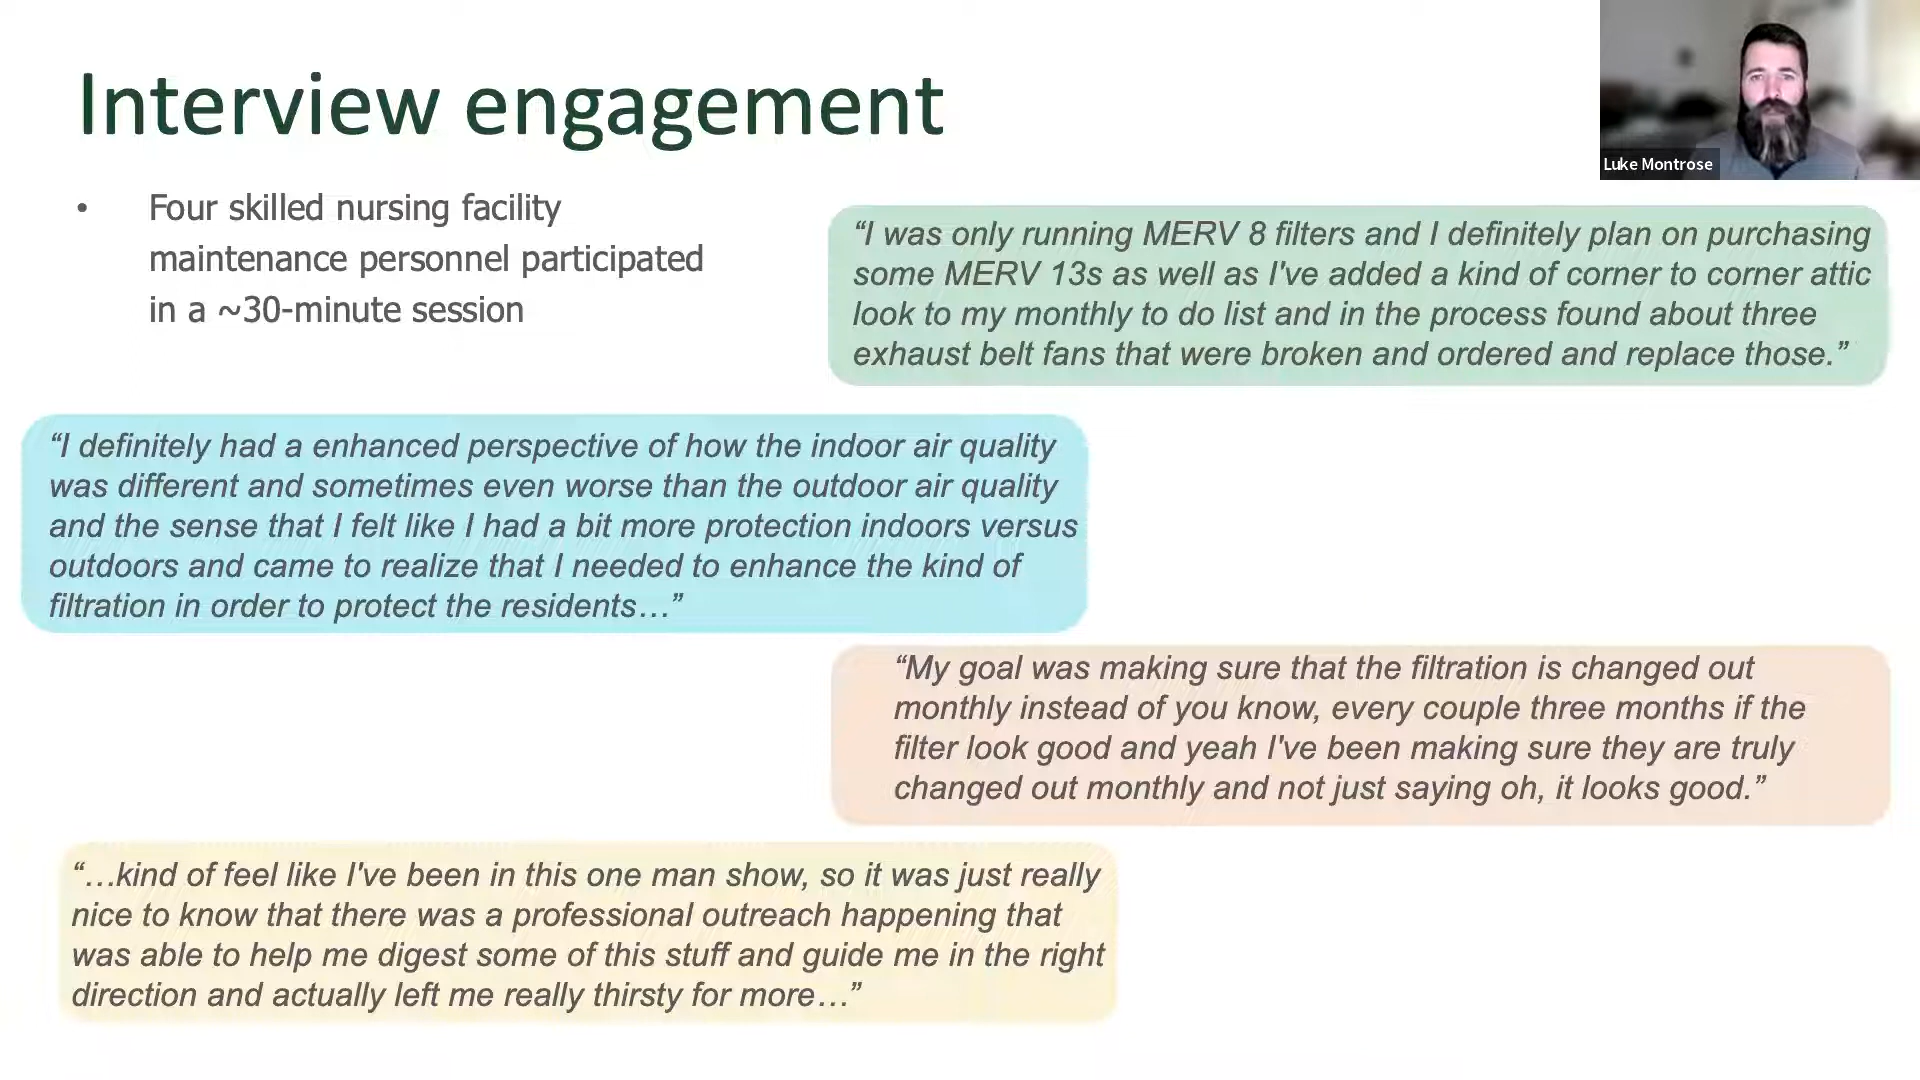 Interview engagement
Luke Montrose
• Four skilled nursing facility
maintenance personnel participated
in a ~30-minute session
“I was only running MERV 8 filters and I definitely plan on purchasing
some MERV 13s as well as I've added a kind of corner to corner attic
look to my monthly to do list and in the process found about three
exhaust belt fans that were broken and ordered and replace those.”
“I definitely had a enhanced perspective of how the indoor air quality
was different and sometimes even worse than the outdoor air quality
and the sense that I felt like I had a bit more protection indoors versus
outdoors and came to realize that I needed to enhance the kind of
filtration in order to protect the residents…”
“My goal was making sure that the filtration is changed out
monthly instead of you know, every couple three months if the
filter look good and yeah I've been making sure they are truly
changed out monthly and not just saying oh, it looks good.”
“…kind of feel like I've been in this one man show, so it was just really
nice to know that there was a professional outreach happening that
was able to help me digest some of this stuff and guide me in the right
direction and actually left me really thirsty for more…”